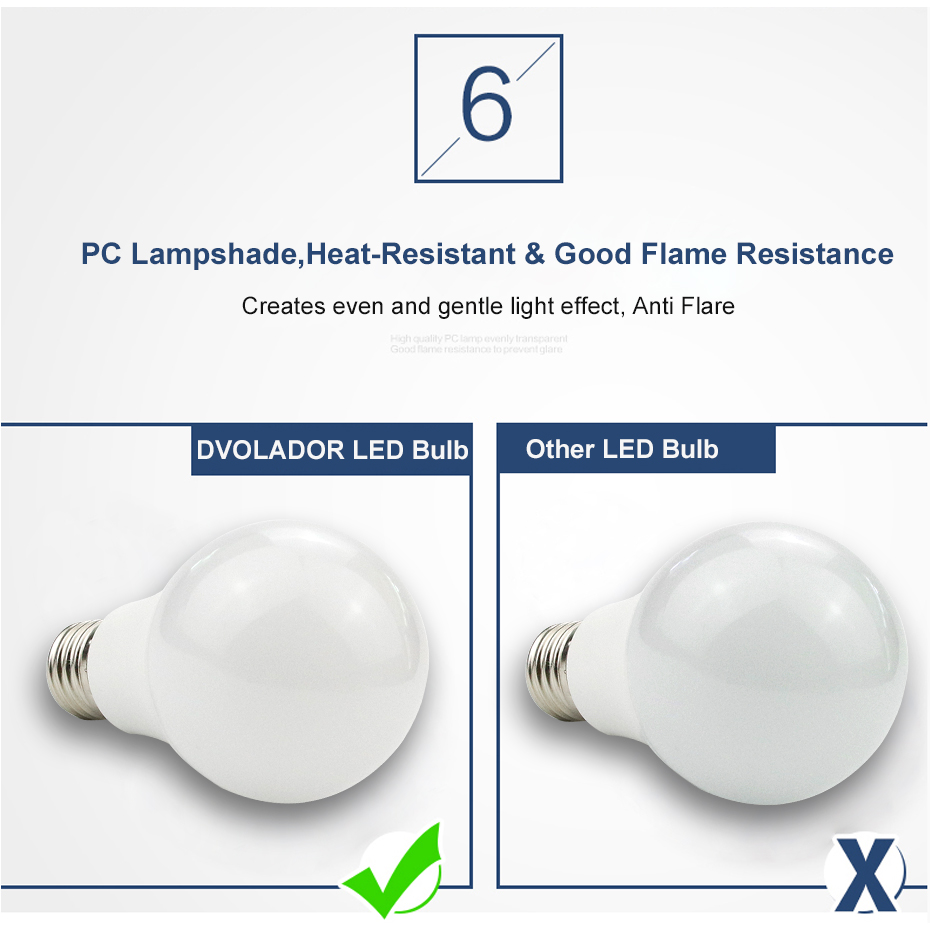 6
PC Lampshade,Heat-Resistant & Good Flame Resistance
Creates even and gentle light effect, Anti Flare
High quality PC lamp evenly transparent
Good flame resistance to prevent glare
DVOLADOR LED Bulb
Other LED Bulb
X